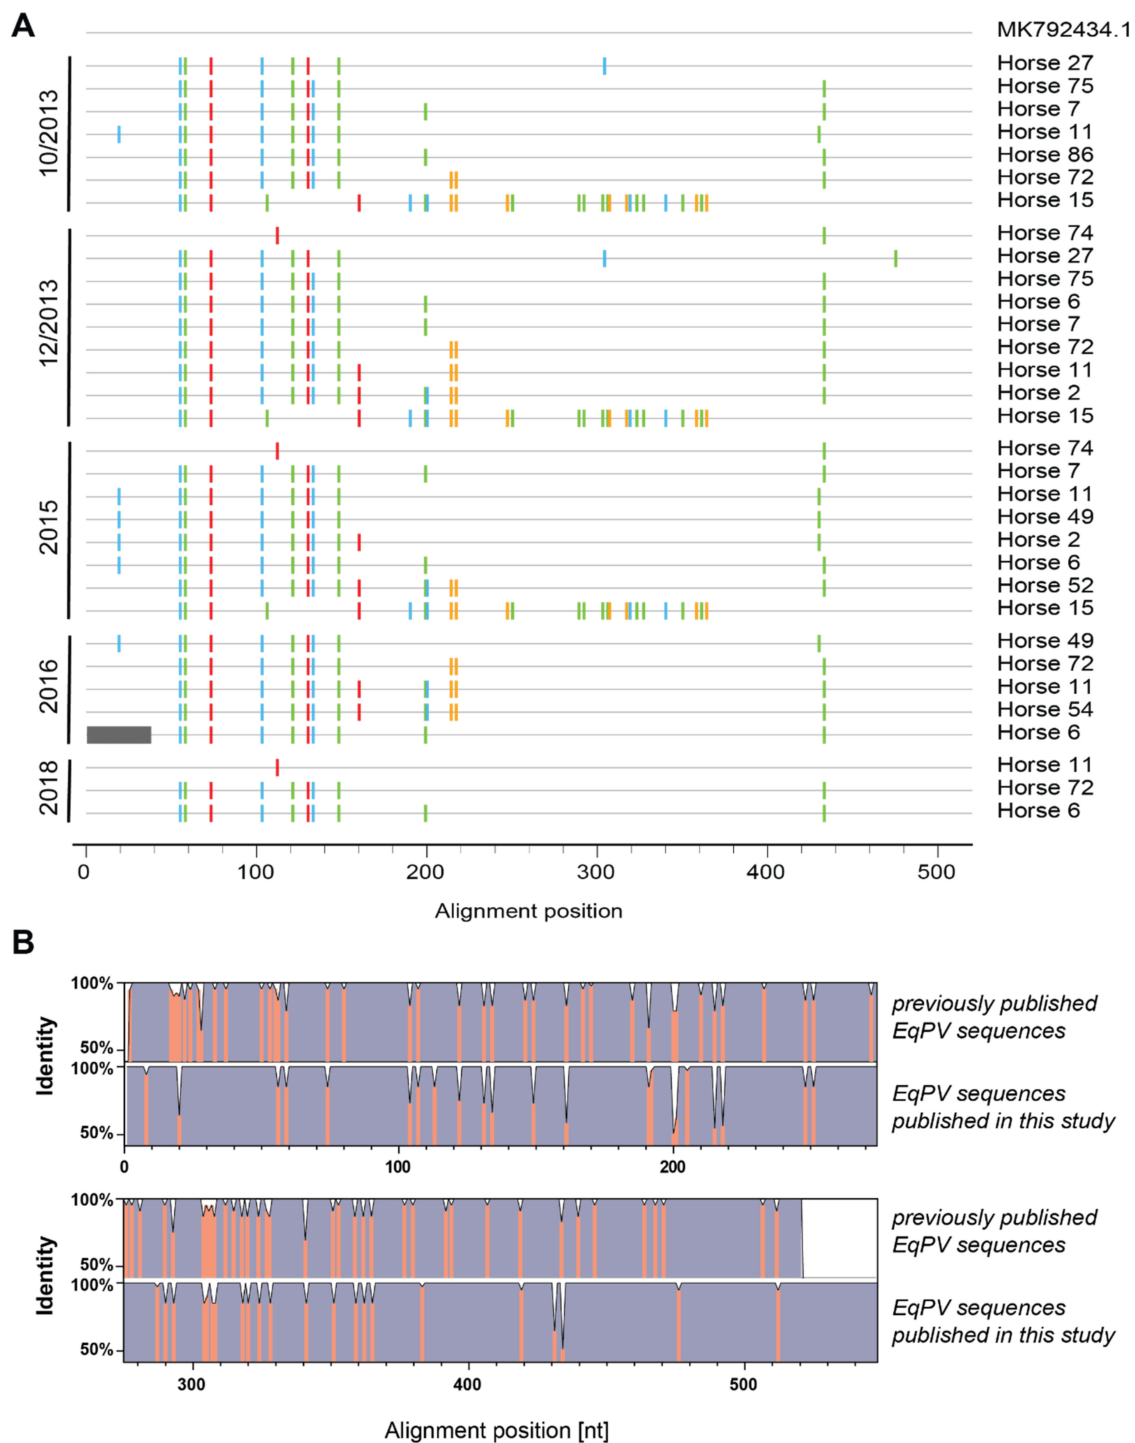 A
MK792434.1
10/2013
Horse 27
Horse 75
Horse 7
Horse 11
Horse 86
Horse 72
Horse 15
12/2013
Horse 74
Horse 27
Horse 75
Horse 6
Horse 7
Horse 72
Horse 11
Horse 2
Horse 15
2015
Horse 74
Horse 7
Horse 11
Horse 49
Horse 2
Horse 6
Horse 52
Horse 15
2016
Horse 49
Horse 72
Horse 11
Horse 54
Horse 6
2018
Horse 11
Horse 72
Horse 6
0 100 200 300 400 500
Alignment position
B
Identity
100%
50%
previously published
EqPV sequences
100%
50%
EqPV sequences
published in this study
0 100 200
Identity
100%
50%
previously published
EqPV sequences
100%
50%
EqPV sequences
published in this study
300 400 500
Alignment position [nt]